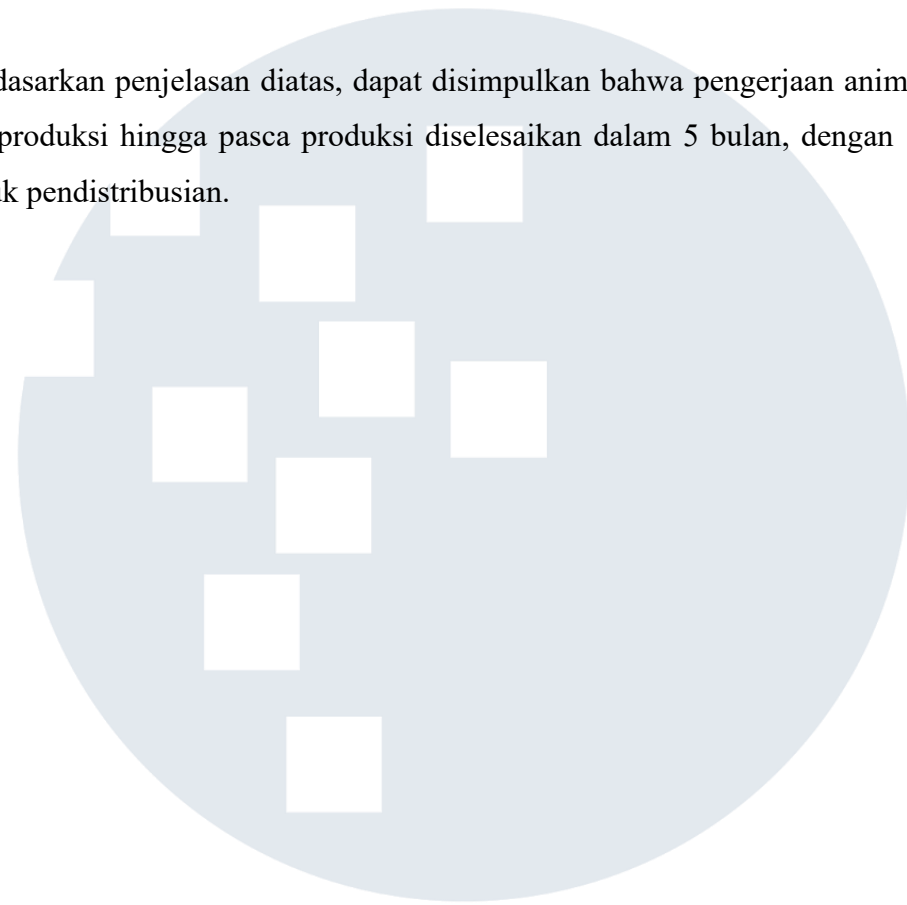 dasarkan penjelasan diatas, dapat disimpulkan bahwa pengerjaan anim
produksi hingga pasca produksi diselesaikan dalam 5 bulan, dengan
k pendistribusian.